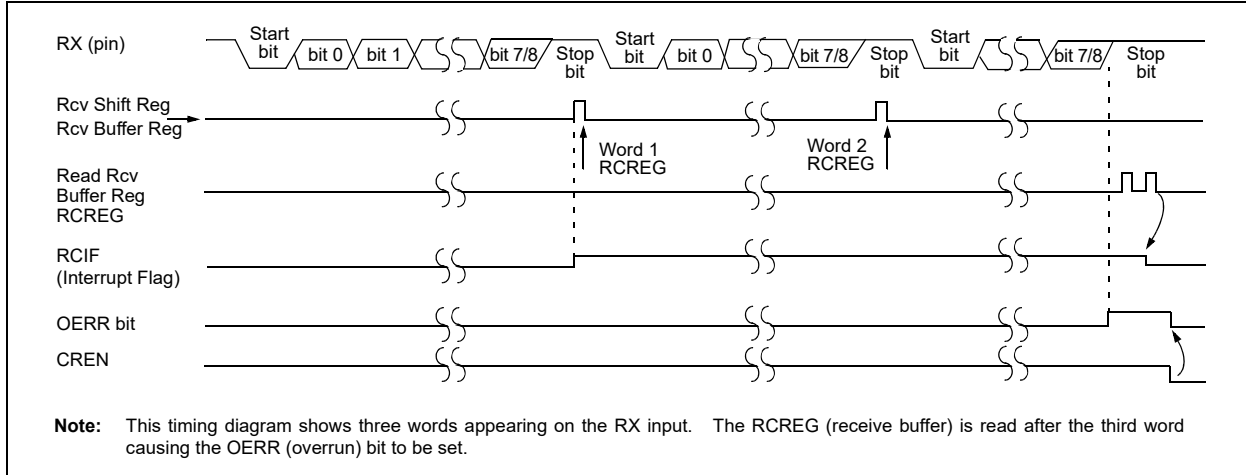 RX (pin)
Start
bit
bit 0
bit 1
bit 7/8
Stop
bit
Start
bit
bit 0
bit 7/8
Stop
bit
Start
bit
bit 7/8
Stop
bit
Rcv Shift Reg
Rcv Buffer Reg
Word 1
RCREG
Word 2
RCREG
Read Rcv
Buffer Reg
RCREG
RCIF
(Interrupt Flag)
OERR bit
CREN
Note: This timing diagram shows three words appearing on the RX input. The RCREG (receive buffer) is read after the third word
causing the OERR (overrun) bit to be set.